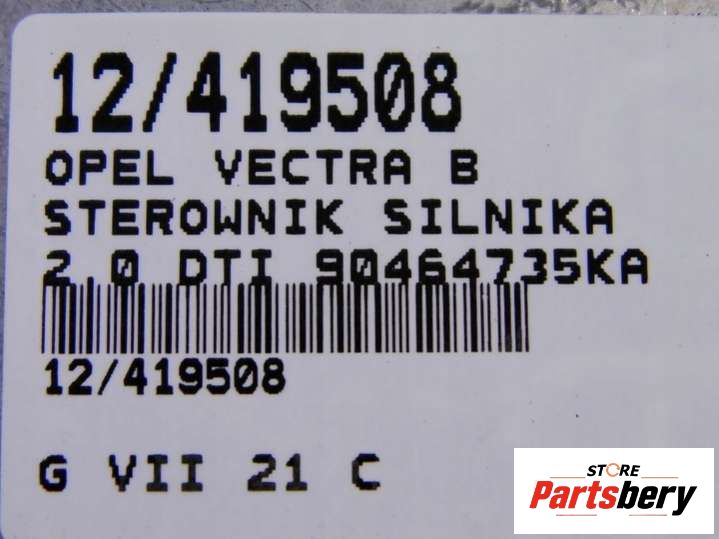 12/419508
OPEL VECTRA B
STEROWNIK SILNIKA
2.0 DTI 90464735KA
12/419508
G VII 21 C
STORE
Partsbery